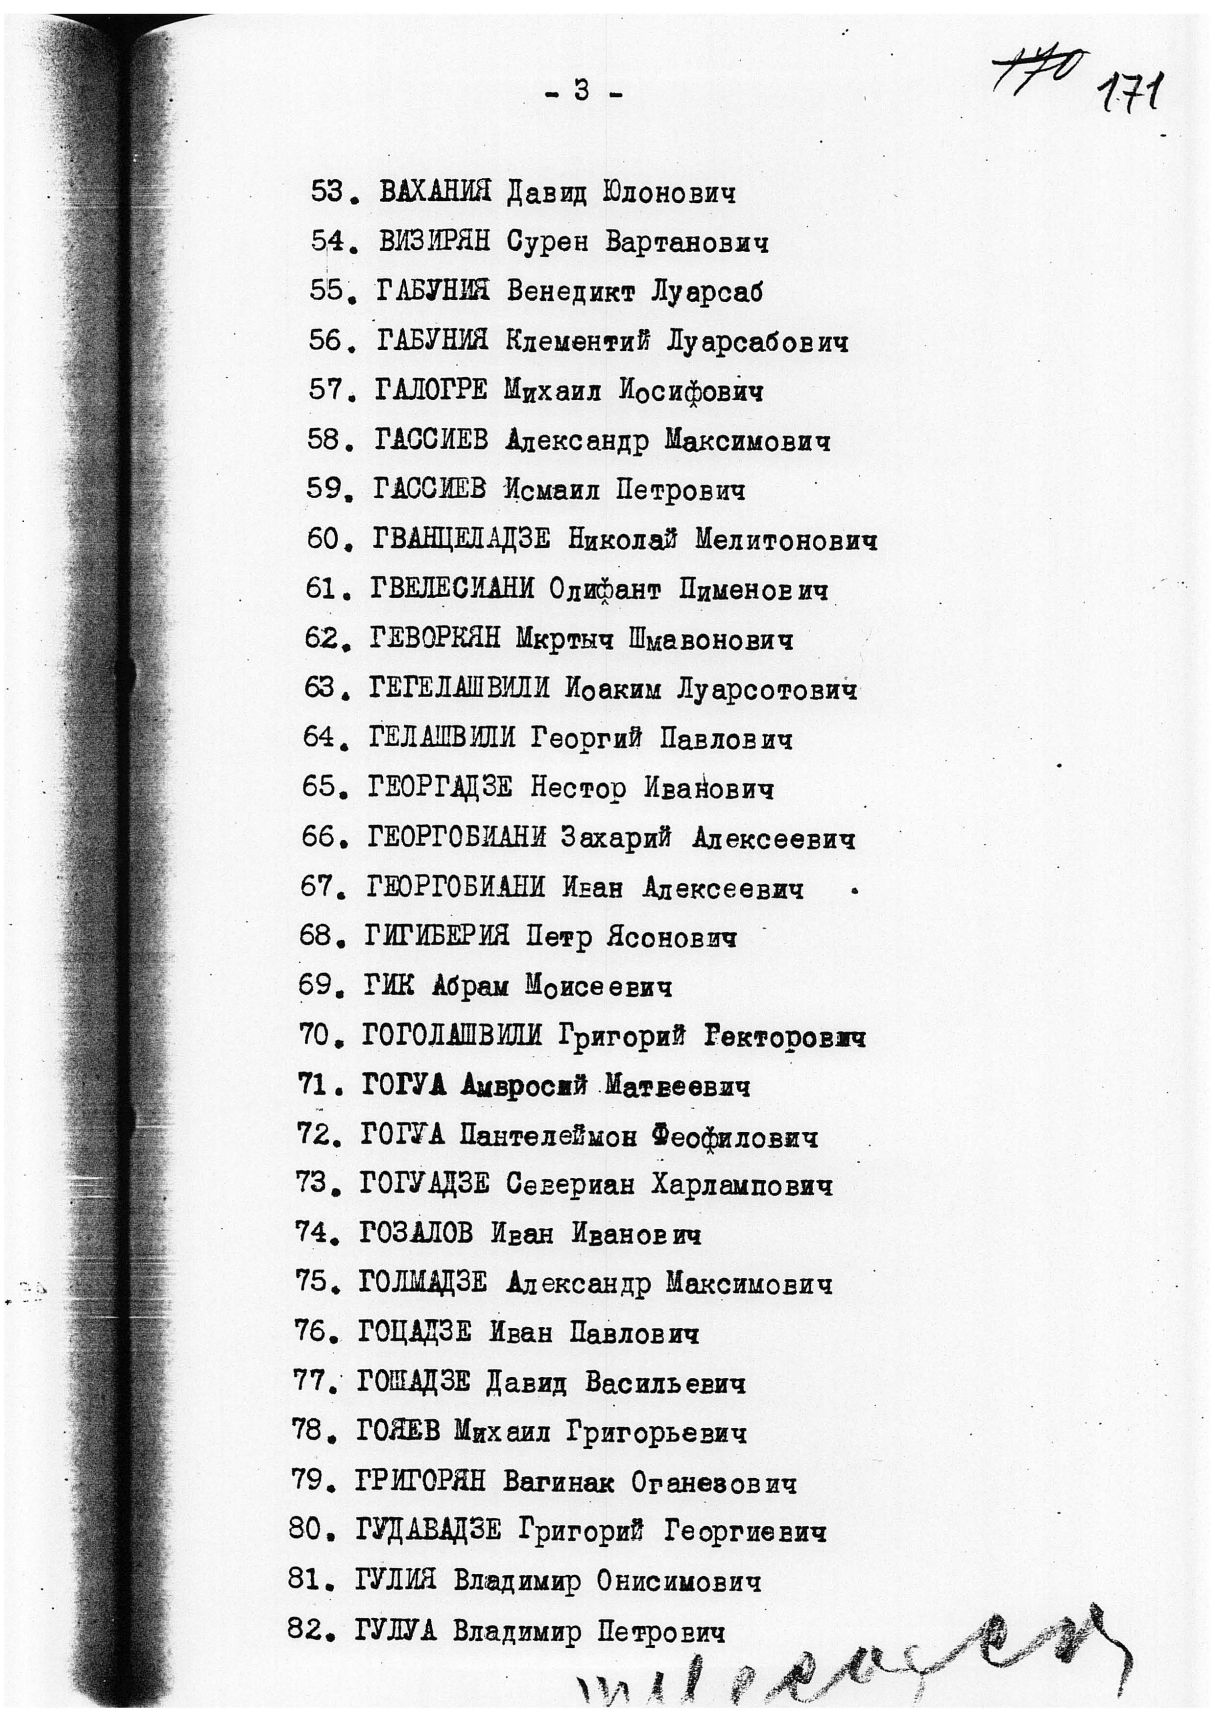 - 3 -
170 171
53. ВАХАНИЯ Давид Юлонович
54. ВИЗИРЯН Сурен Вартанович
55. ГАБУНИЯ Венедикт Луарсаб
56. ГАБУНИЯ Клементий Луарсабович
57. ГАЛОГРЕ Михаил Иосифович
58. ГАССИЕВ Александр Максимович
59. ГАССИЕВ Исмаил Петрович
60. ГВАНЦЕЛАДЗЕ Николай Мелитонович
61. ГВЕЛЕСИАНИ Олифант Пименович
62. ГЕВОРКЯН Мкртыч Шмавонович
63. ГЕГЕЛАШВИЛИ Иоаким Луарсотович
64. ГЕЛАШВИЛИ Георгий Павлович
65. ГЕОРГАДЗЕ Нестор Иванович
66. ГЕОРГОБИАНИ Захарий Алексеевич
67. ГЕОРГОБИАНИ Иван Алексеевич
68. ГИГИБЕРИЯ Петр Ясонович
69. ГИК Абрам Моисеевич
70. ГОГОЛАШВИЛИ Григорий Ректорович
71. ГОГУА Амвросий Матвеевич
72. ГОГУА Пантелеймон Феофилович
73. ГОГУАДЗЕ Севериан Харлампович
74. ГОЗАЛОВ Иван Иванович
75. ГОЛМАДЗЕ Александр Максимович
76. ГОЦАДЗЕ Иван Павлович
77. ГОШАДЗЕ Давид Васильевич
78. ГОЯЕВ Михаил Григорьевич
79. ГРИГОРЯН Вагинак Оганезович
80. ГУДАВАДЗЕ Григорий Георгиевич
81. ГУЛИЯ Владимир Онисимович
82. ГУЛУА Владимир Петрович